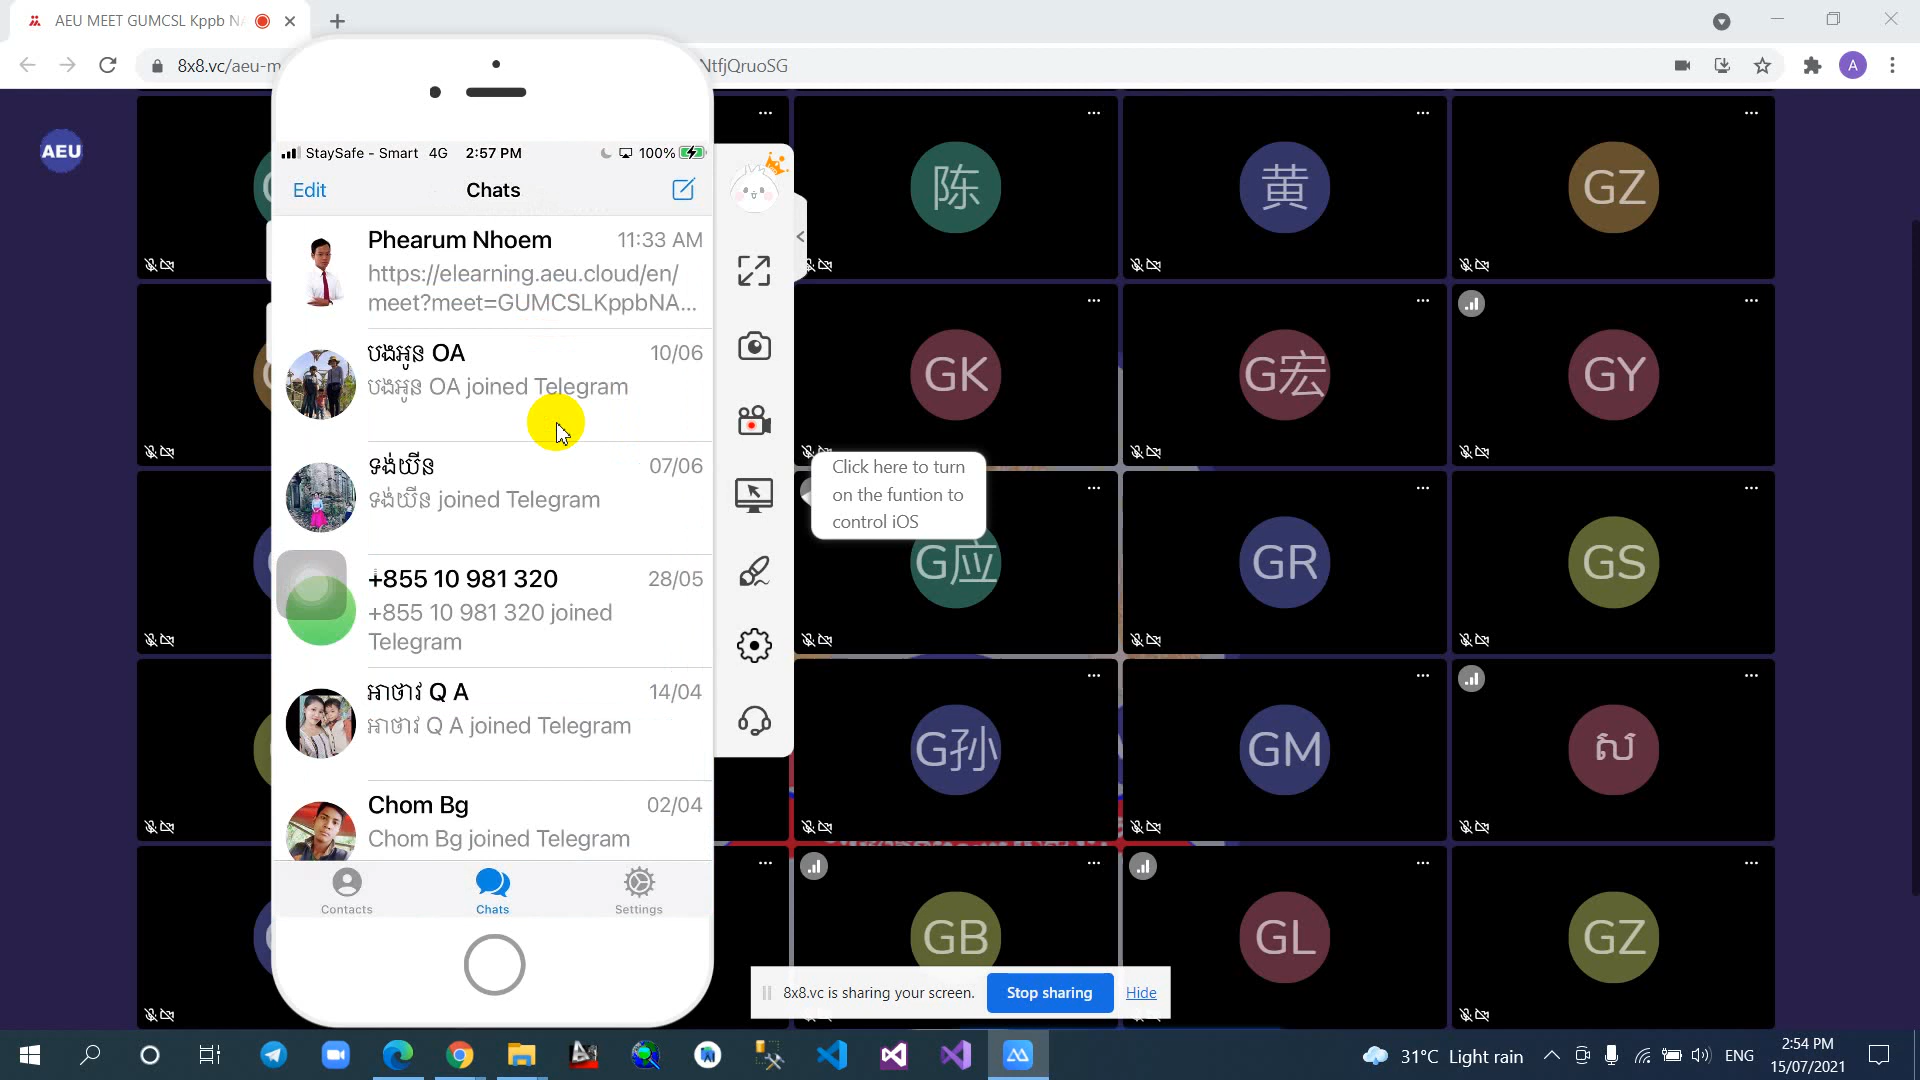 AEU MEET GUMCSL Kppb NA
8x8.vc/aeu-m
NtfjQruoSG
A
AEU
StaySafe - Smart 4G 2:57 PM 100%
Edit
Chats
Phearum Nhoem 11:33 AM
https://elearning.aeu.cloud/en/
meet?meet=GUMCSLKppbNA...
បងអូន OA 10/06
បងអូន OA joined Telegram
ទង់យីន 07/06
ទង់យីន joined Telegram
+855 10 981 320 28/05
+855 10 981 320 joined
Telegram
អាថាវ Q A 14/04
អាថាវ Q A joined Telegram
Chom Bg 02/04
Chom Bg joined Telegram
Contacts
Chats
Settings
Click here to turn
on the funtion to
control iOS
陈
黄
GZ
GK
G宏
GY
G应
GR
GS
G孙
GM
ស
GB
GL
GZ
8x8.vc is sharing your screen.
Stop sharing
Hide
31°C Light rain
ENG
2:54 PM
15/07/2021